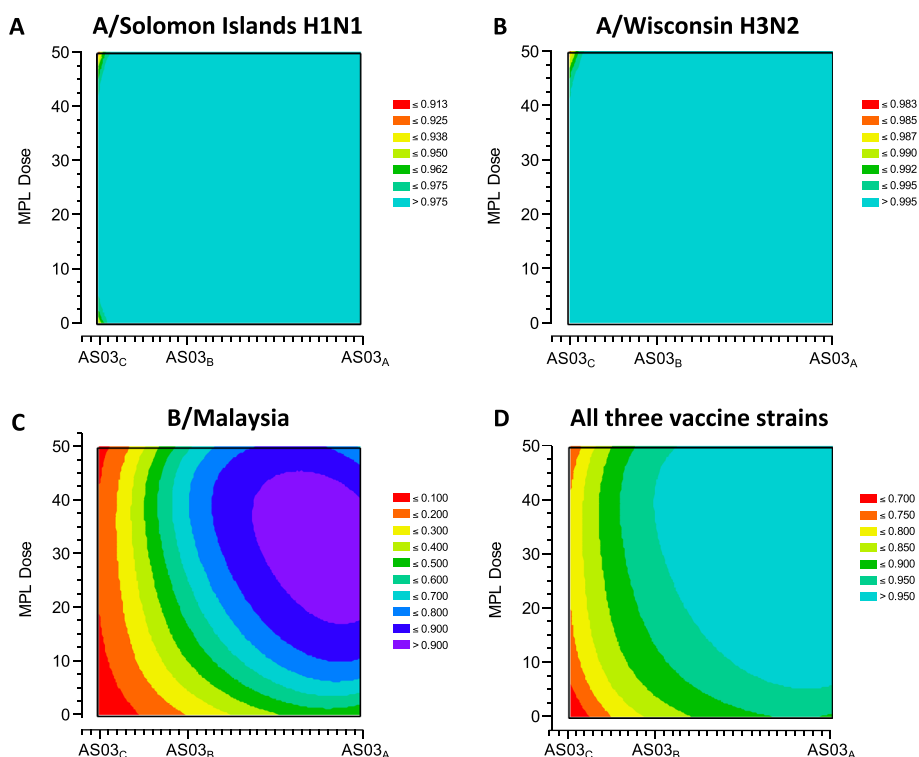 A
A/Solomon Islands H1N1
50
40
30
20
10
0
MPL Dose
AS03C
AS03B
AS03A
≤ 0.913
≤ 0.925
≤ 0.938
≤ 0.950
≤ 0.962
≤ 0.975
> 0.975
B
A/Wisconsin H3N2
50
40
30
20
10
0
MPL Dose
AS03C
AS03B
AS03A
≤ 0.983
≤ 0.985
≤ 0.987
≤ 0.990
≤ 0.992
≤ 0.995
> 0.995
C
B/Malaysia
50
40
30
20
10
0
MPL Dose
AS03C
AS03B
AS03A
≤ 0.100
≤ 0.200
≤ 0.300
≤ 0.400
≤ 0.500
≤ 0.600
≤ 0.700
≤ 0.800
≤ 0.900
> 0.900
D
All three vaccine strains
50
40
30
20
10
0
MPL Dose
AS03C
AS03B
AS03A
≤ 0.700
≤ 0.750
≤ 0.800
≤ 0.850
≤ 0.900
≤ 0.950
> 0.950